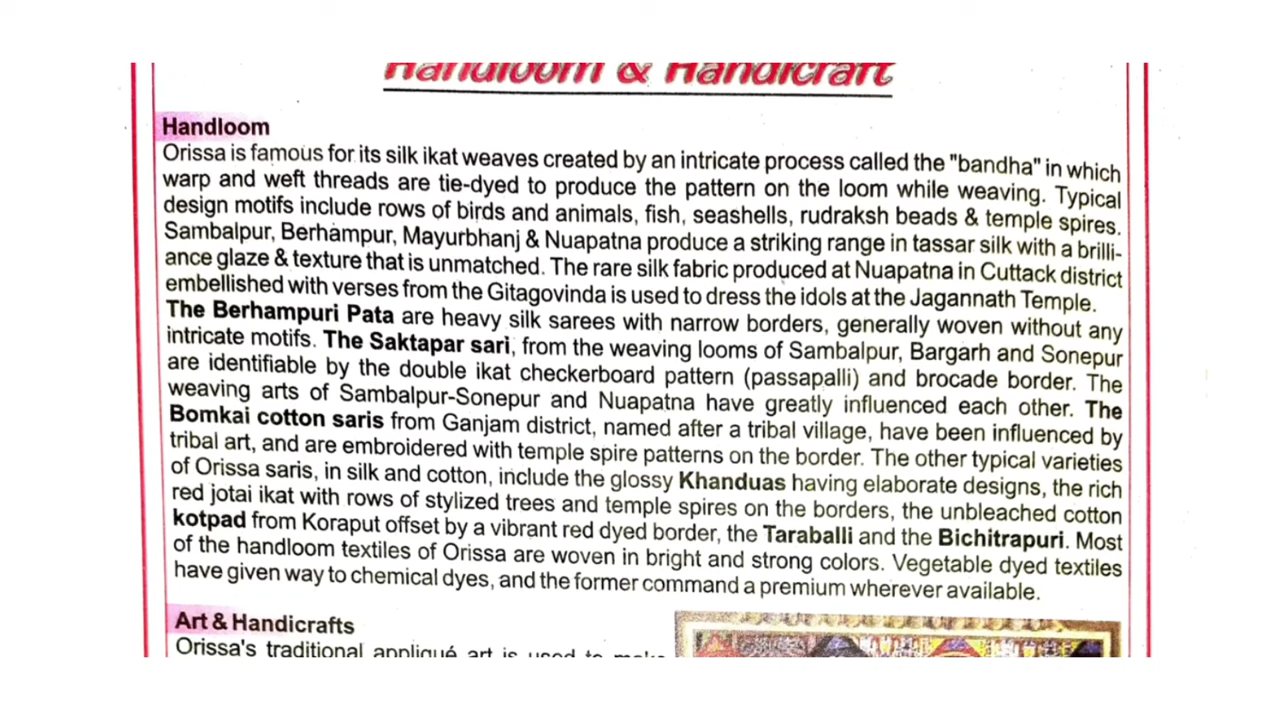 Handloom & Handicraft
Handloom
Orissa is famous for its silk ikat weaves created by an intricate process called the "bandha" in which
warp and weft threads are tie-dyed to produce the pattern on the loom while weaving. Typical
design motifs include rows of birds and animals, fish, seashells, rudraksh beads & temple spires.
Sambalpur, Berhampur, Mayurbhanj & Nuapatna produce a striking range in tassar silk with a brilli-
ance glaze & texture that is unmatched. The rare silk fabric produced at Nuapatna in Cuttack district
embellished with verses from the Gitagovinda is used to dress the idols at the Jagannath Temple.
The Berhampuri Pata are heavy silk sarees with narrow borders, generally woven without any
intricate motifs. The Saktapar sari, from the weaving looms of Sambalpur, Bargarh and Sonepur
are identifiable by the double ikat checkerboard pattern (passapalli) and brocade border. The
weaving arts of Sambalpur-Sonepur and Nuapatna have greatly influenced each other. The
Bomkai cotton saris from Ganjam district, named after a tribal village, have been influenced by
tribal art, and are embroidered with temple spire patterns on the border. The other typical varieties
of Orissa saris, in silk and cotton, include the glossy Khanduas having elaborate designs, the rich
red jotai ikat with rows of stylized trees and temple spires on the borders, the unbleached cotton
kotpad from Koraput offset by a vibrant red dyed border, the Taraballi and the Bichitrapuri. Most
of the handloom textiles of Orissa are woven in bright and strong colors. Vegetable dyed textiles
have given way to chemical dyes, and the former command a premium wherever available.
Art & Handicrafts
Orissa's traditional appliqué art is used to make